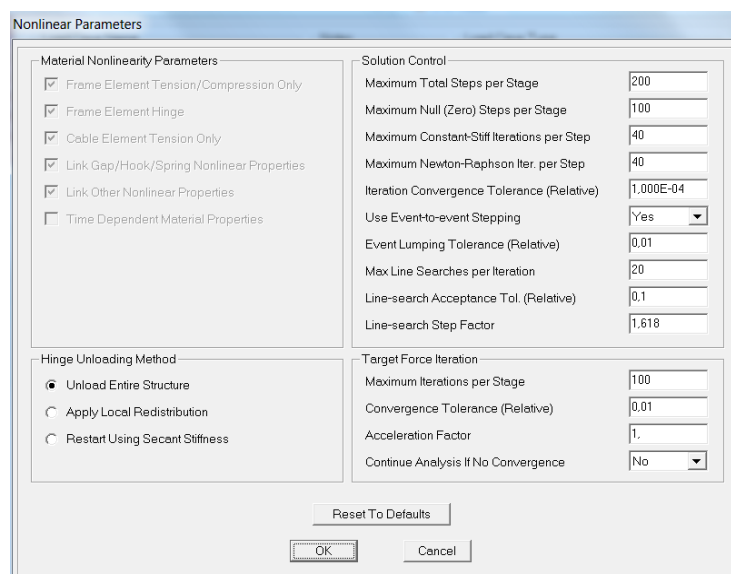 Nonlinear Parameters
Material Nonlinearity Parameters
Frame Element Tension/Compression Only
Frame Element Hinge
Cable Element Tension Only
Link Gap/Hook/Spring Nonlinear Properties
Link Other Nonlinear Properties
Time Dependent Material Properties
Solution Control
Maximum Total Steps per Stage 200
Maximum Null (Zero) Steps per Stage 100
Maximum Constant-Stiff Iterations per Step 40
Maximum Newton-Raphson Iter. per Step 40
Iteration Convergence Tolerance (Relative) 1,000E-04
Use Event-to-event Stepping Yes
Event Lumping Tolerance (Relative) 0,01
Max Line Searches per Iteration 20
Line-search Acceptance Tol. (Relative) 0,1
Line-search Step Factor 1,618
Hinge Unloading Method
Unload Entire Structure
Apply Local Redistribution
Restart Using Secant Stiffness
Target Force Iteration
Maximum Iterations per Stage 100
Convergence Tolerance (Relative) 0,01
Acceleration Factor 1,
Continue Analysis If No Convergence No
Reset To Defaults
OK Cancel